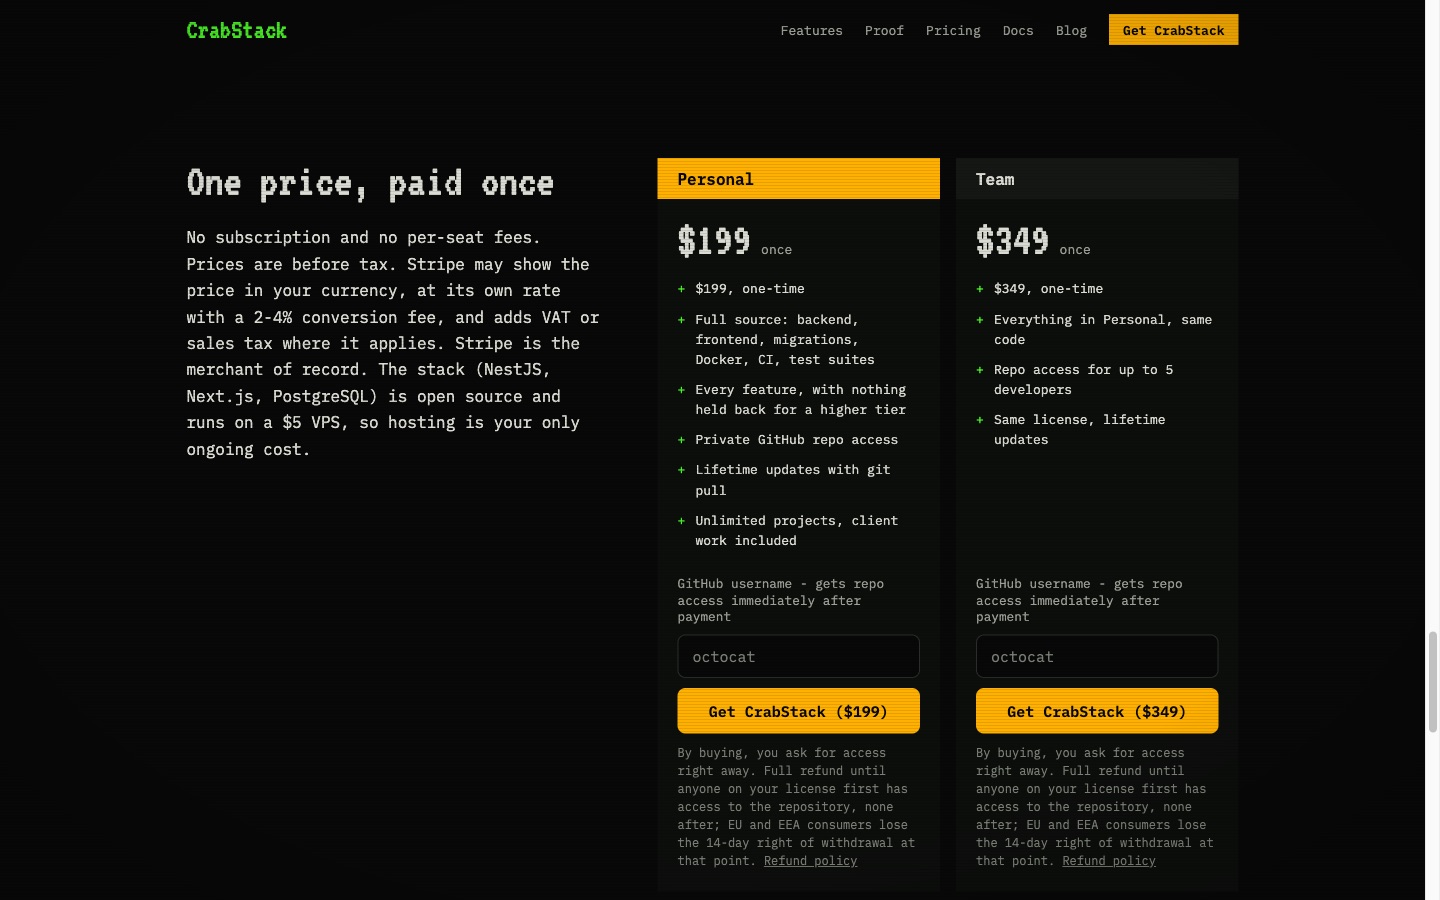 CrabStack
Features Proof Pricing Docs Blog Get CrabStack
One price, paid once
No subscription and no per-seat fees.
Prices are before tax. Stripe may show the
price in your currency, at its own rate
with a 2-4% conversion fee, and adds VAT or
sales tax where it applies. Stripe is the
merchant of record. The stack (NestJS,
Next.js, PostgreSQL) is open source and
runs on a $5 VPS, so hosting is your only
ongoing cost.
Personal
$199 once
+ $199, one-time
+ Full source: backend,
frontend, migrations,
Docker, CI, test suites
+ Every feature, with nothing
held back for a higher tier
+ Private GitHub repo access
+ Lifetime updates with git
pull
+ Unlimited projects, client
work included
GitHub username - gets repo
access immediately after
payment
octocat
Get CrabStack ($199)
By buying, you ask for access
right away. Full refund until
anyone on your license first has
access to the repository, none
after; EU and EEA consumers lose
the 14-day right of withdrawal at
that point. Refund policy
Team
$349 once
+ $349, one-time
+ Everything in Personal, same
code
+ Repo access for up to 5
developers
+ Same license, lifetime
updates
GitHub username - gets repo
access immediately after
payment
octocat
Get CrabStack ($349)
By buying, you ask for access
right away. Full refund until
anyone on your license first has
access to the repository, none
after; EU and EEA consumers lose
the 14-day right of withdrawal at
that point. Refund policy